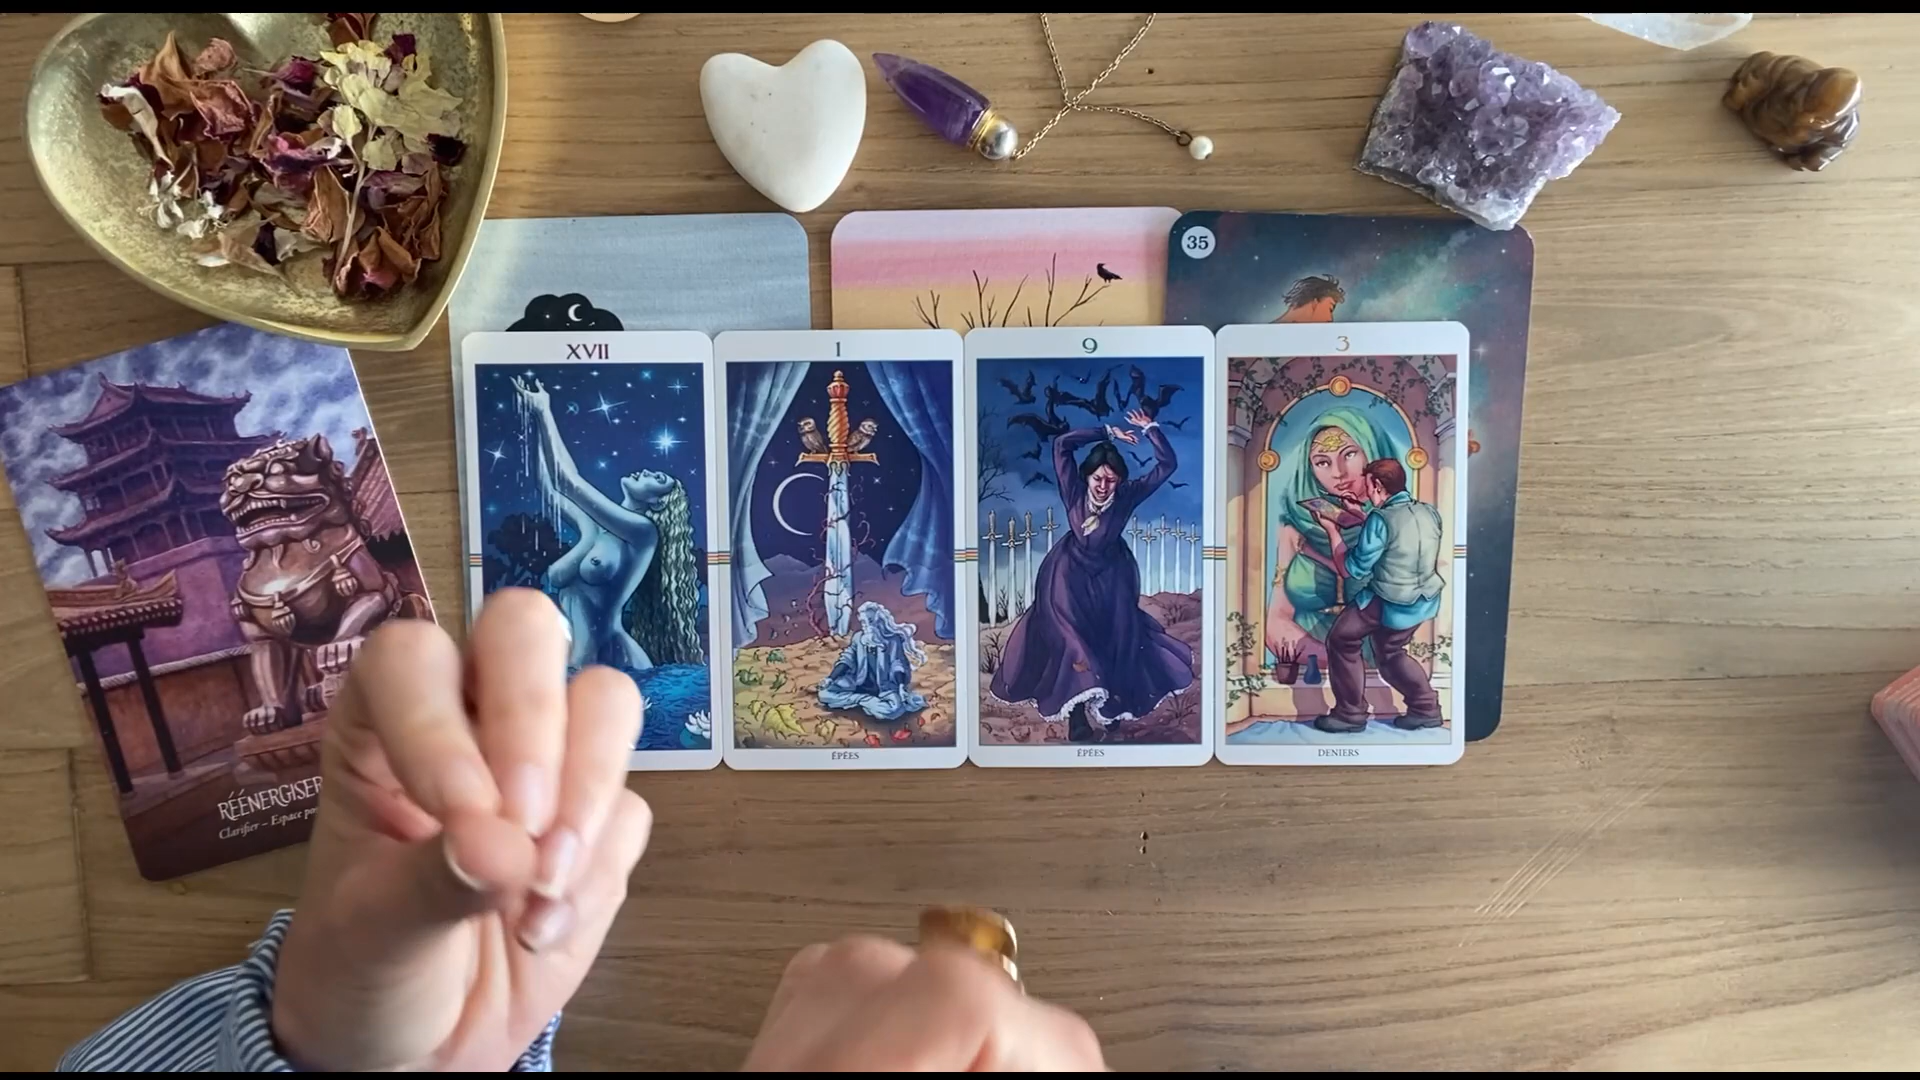 35
XVII
1
9
3
ÉPÉES
ÉPÉES
DENIERS
RÉÉNERGISER
Clarifier – Espace